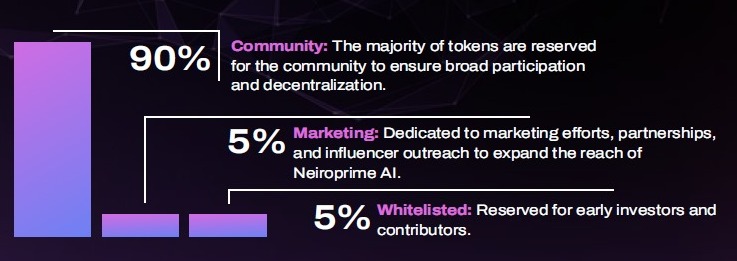 90%
Community: The majority of tokens are reserved
for the community to ensure broad participation
and decentralization.
5%
Marketing: Dedicated to marketing efforts, partnerships,
and influencer outreach to expand the reach of
Neiroprime AI.
5%
Whitelisted: Reserved for early investors and
contributors.